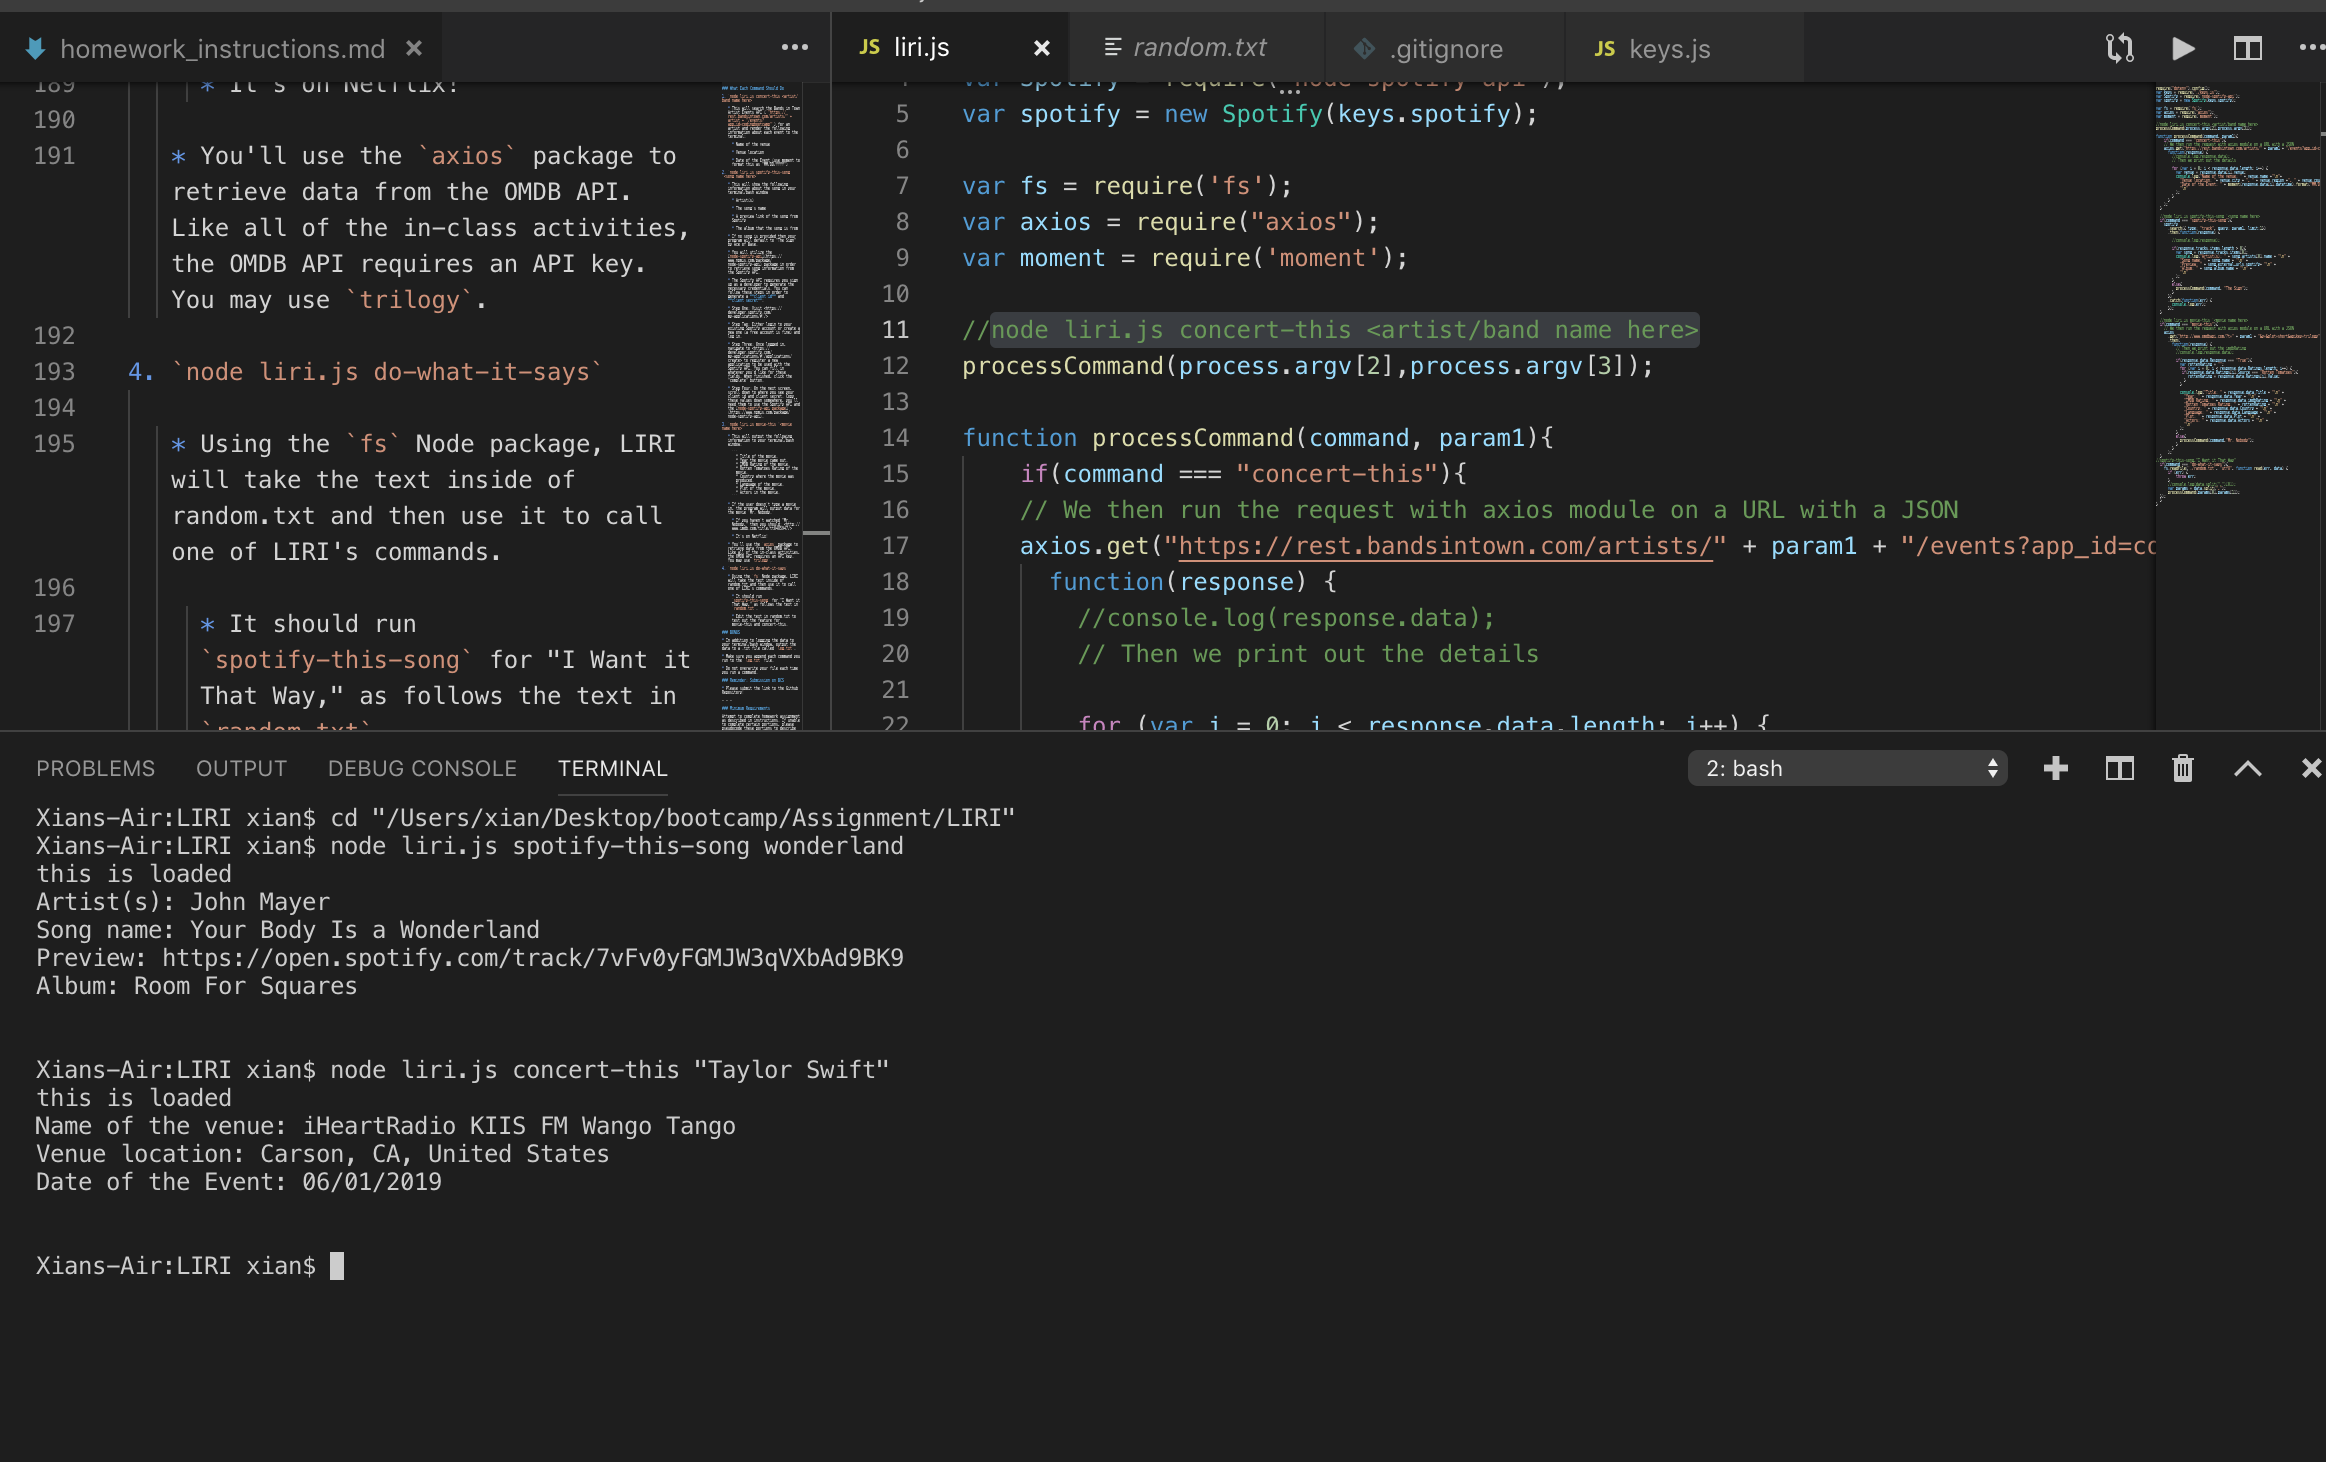 homework_instructions.md
189 * It's on Netflix!
190
191 * You'll use the `axios` package to
retrieve data from the OMDB API.
Like all of the in-class activities,
the OMDB API requires an API key.
You may use `trilogy`.
192
193 4. `node liri.js do-what-it-says`
194
195 * Using the `fs` Node package, LIRI
will take the text inside of
random.txt and then use it to call
one of LIRI's commands.
196
197 * It should run
`spotify-this-song` for "I Want it
That Way," as follows the text in
`random.txt`
JS liri.js
random.txt
.gitignore
JS keys.js
4 var Spotify = require('node-spotify-api');
5 var spotify = new Spotify(keys.spotify);
6
7 var fs = require('fs');
8 var axios = require("axios");
9 var moment = require('moment');
10
11 //node liri.js concert-this <artist/band name here>
12 processCommand(process.argv[2],process.argv[3]);
13
14 function processCommand(command, param1){
15 if(command === "concert-this"){
16 // We then run the request with axios module on a URL with a JSON
17 axios.get("https://rest.bandsintown.com/artists/" + param1 + "/events?app_id=co
18 function(response) {
19 //console.log(response.data);
20 // Then we print out the details
21
22 for (var i = 0; i < response.data.length; i++) {
PROBLEMS OUTPUT DEBUG CONSOLE TERMINAL
2: bash
Xians-Air:LIRI xian$ cd "/Users/xian/Desktop/bootcamp/Assignment/LIRI"
Xians-Air:LIRI xian$ node liri.js spotify-this-song wonderland
this is loaded
Artist(s): John Mayer
Song name: Your Body Is a Wonderland
Preview: https://open.spotify.com/track/7vFv0yFGMJW3qVXbAd9BK9
Album: Room For Squares
Xians-Air:LIRI xian$ node liri.js concert-this "Taylor Swift"
this is loaded
Name of the venue: iHeartRadio KIIS FM Wango Tango
Venue location: Carson, CA, United States
Date of the Event: 06/01/2019
Xians-Air:LIRI xian$